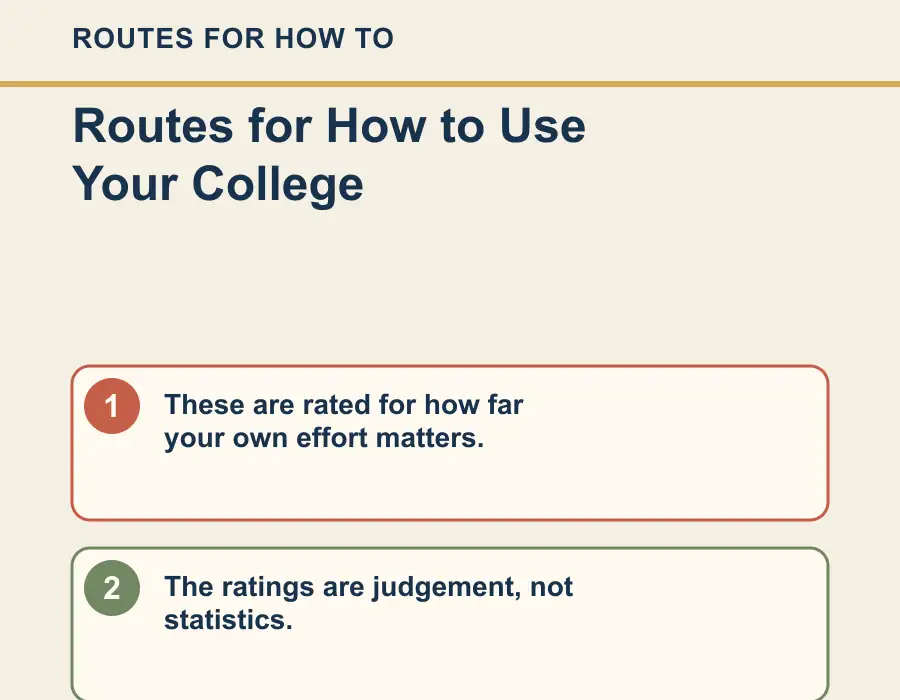 ROUTES FOR HOW TO
Routes for How to Use
Your College
1
These are rated for how far
your own effort matters.
2
The ratings are judgement, not
statistics.